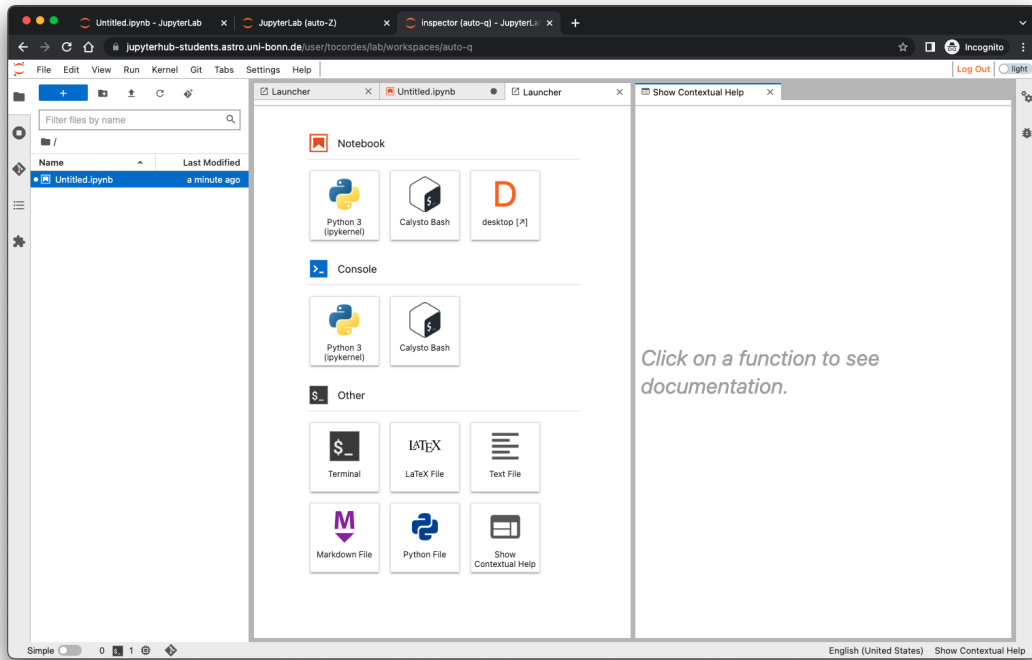 Untitled.ipynb - JupyterLab
JupyterLab (auto-Z)
inspector (auto-q) - JupyterLa
jupyterhub-students.astro.uni-bonn.de/user/tocordes/lab/workspaces/auto-q
Incognito
File Edit View Run Kernel Git Tabs Settings Help
Log Out
light
Filter files by name
/
Name Last Modified
Untitled.ipynb a minute ago
Launcher
Untitled.ipynb
Launcher
Show Contextual Help
Notebook
Python 3
(ipykernel)
Calysto Bash
D
desktop [↗]
Console
Python 3
(ipykernel)
Calysto Bash
$_ Other
$_
Terminal
LATEX
LaTeX File
Text File
M
Markdown File
Python File
Show
Contextual Help
Click on a function to see
documentation.
Simple 0 $_ 1
English (United States) Show Contextual Help